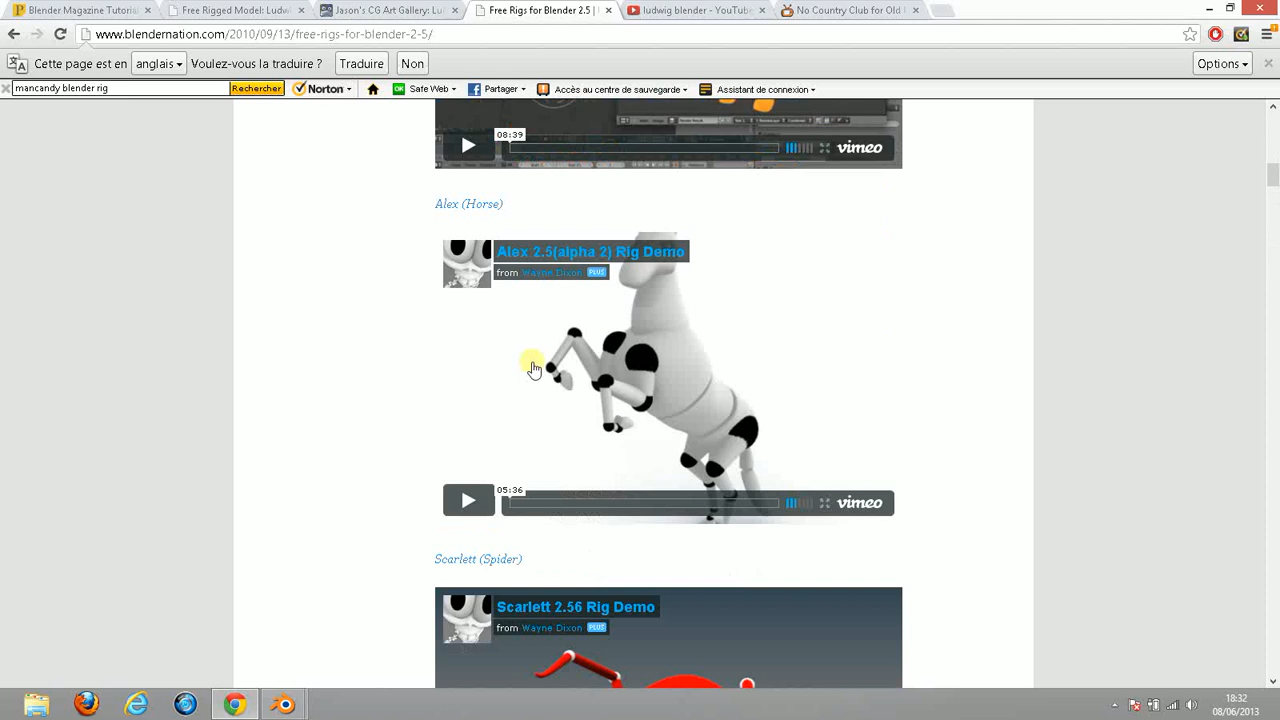 Blender Magazine Tutoria
Free Rigged Model: Ludwi
Jason's CG Art Gallery: Lu
Free Rigs for Blender 2.5 |
ludwig blender - YouTube
No Country Club for Old
www.blendernation.com/2010/09/13/free-rigs-for-blender-2-5/
Cette page est en anglais Voulez-vous la traduire ? Traduire Non Options
mancandy blender rig Rechercher Norton Safe Web Partager Accès au centre de sauvegarde Assistant de connexion
08:39
vimeo
Alex (Horse)
Alex 2.5(alpha 2) Rig Demo
from Wayne Dixon PLUS
05:36
vimeo
Scarlett (Spider)
Scarlett 2.56 Rig Demo
from Wayne Dixon PLUS
18:32
08/06/2013